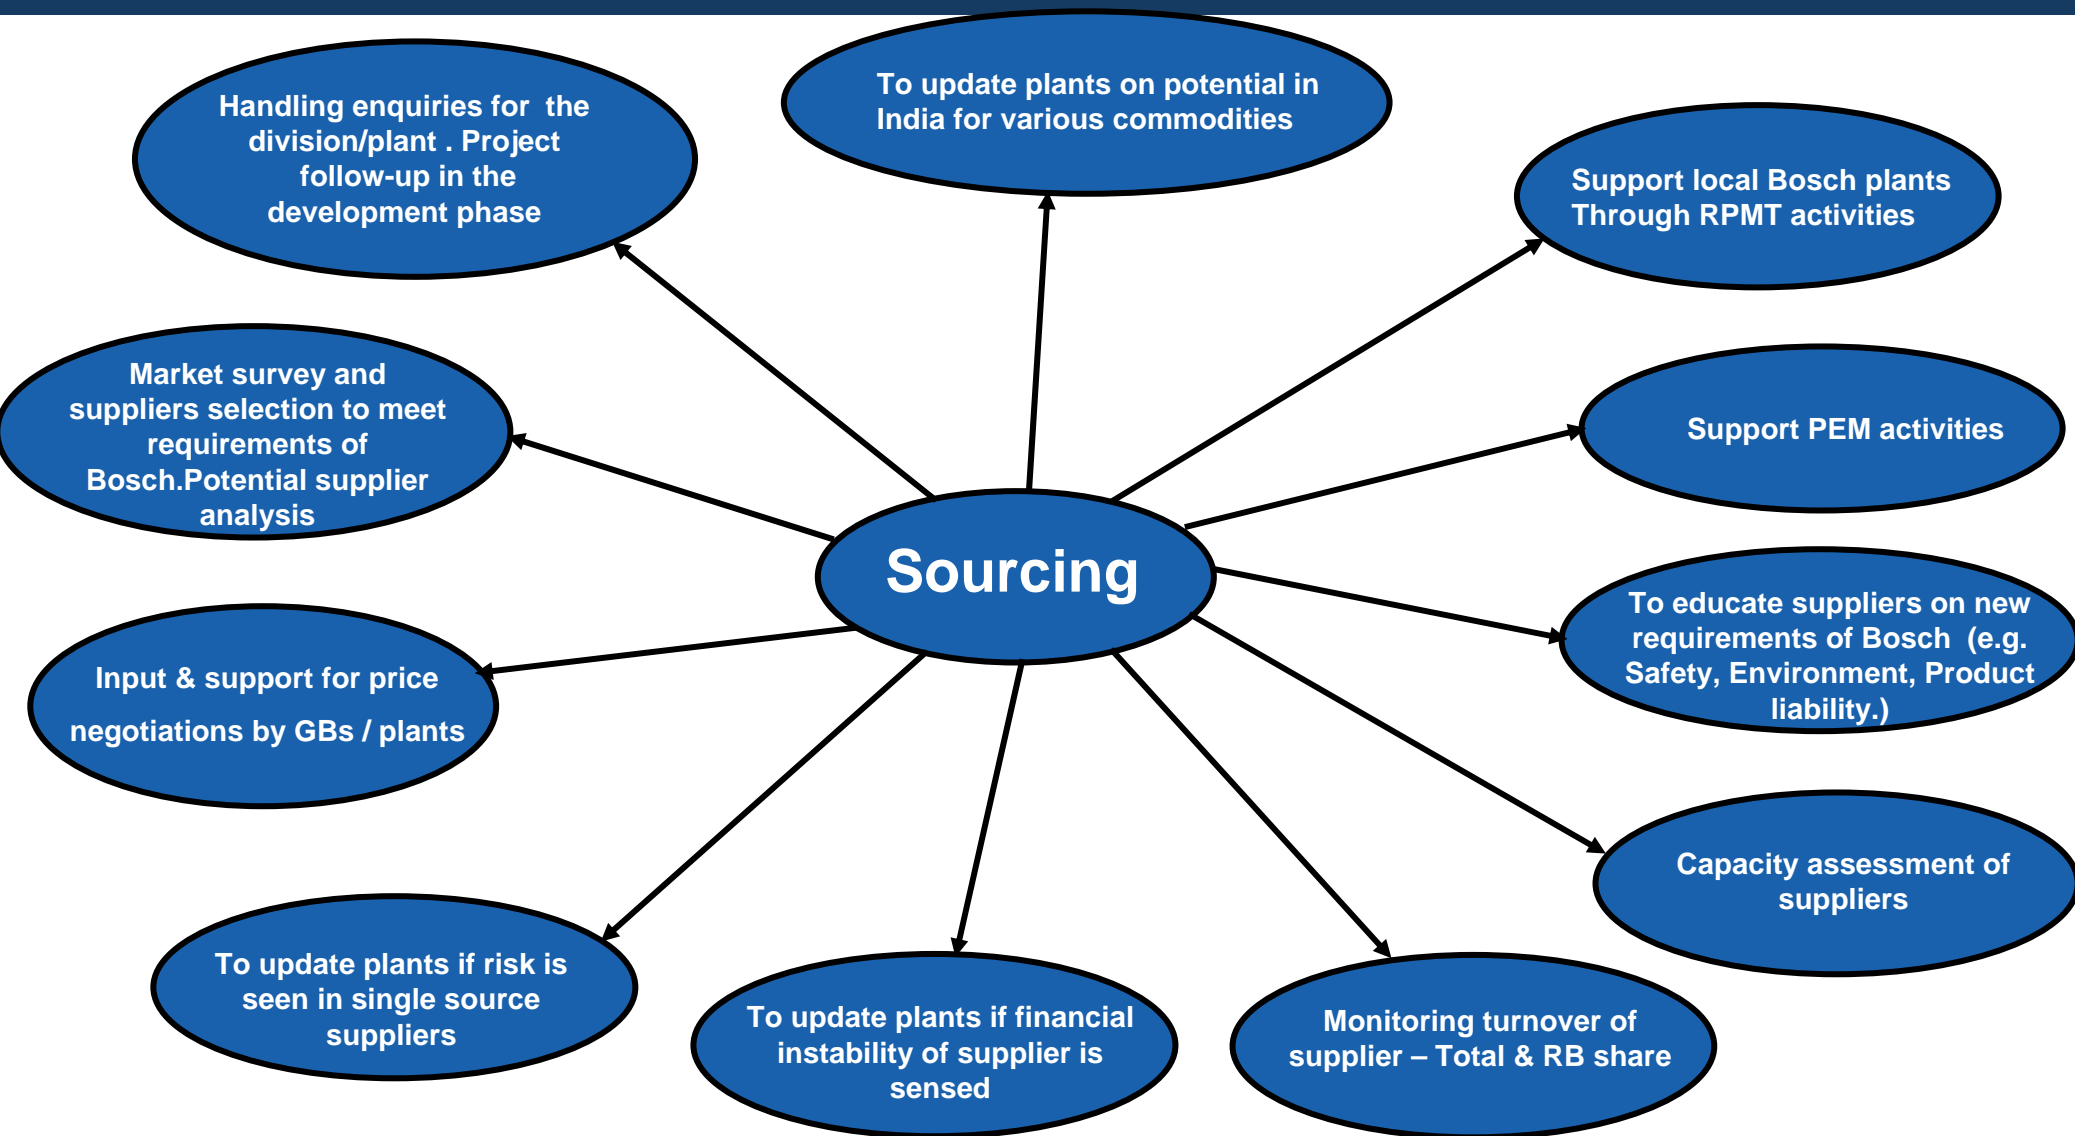 To update plants on potential in
India for various commodities
Handling enquiries for the
division/plant . Project
follow-up in the
development phase
Support local Bosch plants
Through RPMT activities
Market survey and
suppliers selection to meet
requirements of
Bosch.Potential supplier
analysis
Support PEM activities
Sourcing
To educate suppliers on new
requirements of Bosch (e.g.
Safety, Environment, Product
liability.)
Input & support for price
negotiations by GBs / plants
Capacity assessment of
suppliers
To update plants if risk is
seen in single source
suppliers
To update plants if financial
instability of supplier is
sensed
Monitoring turnover of
supplier – Total & RB share